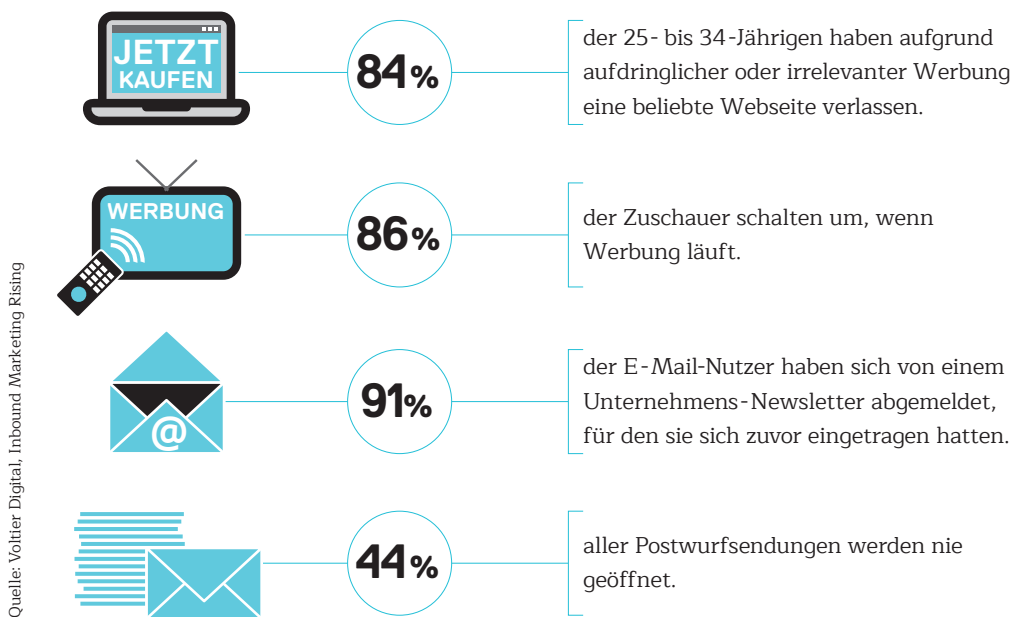 JETZT
KAUFEN
84%
der 25- bis 34-Jährigen haben aufgrund
aufdringlicher oder irrelevanter Werbung
eine beliebte Webseite verlassen.
WERBUNG
86%
der Zuschauer schalten um, wenn
Werbung läuft.
@
91%
der E-Mail-Nutzer haben sich von einem
Unternehmens-Newsletter abgemeldet,
für den sie sich zuvor eingetragen hatten.
44%
aller Postwurfsendungen werden nie
geöffnet.
Quelle: Voltier Digital, Inbound Marketing Rising